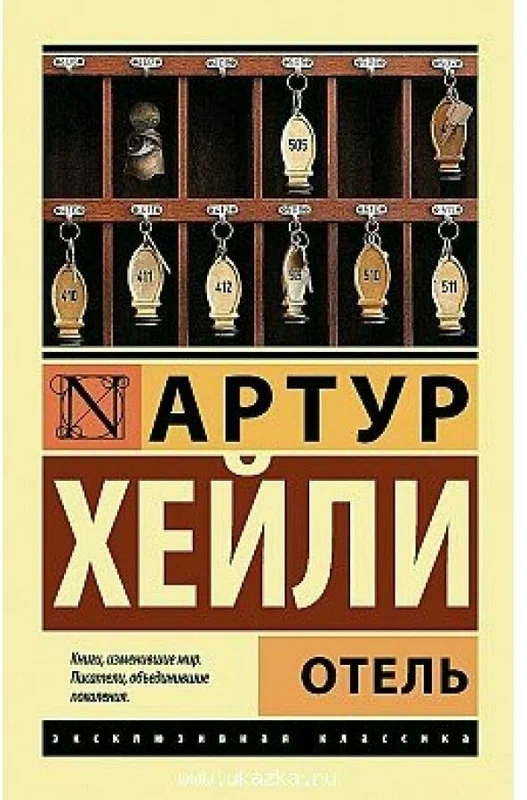 505
410
411
412
510
511
N
АРТУР
ХЕЙЛИ
Книги, изменившие мир.
Писатели, объединившие
поколения.
ОТЕЛЬ
эксклюзивная классика
www.ukazka.ru